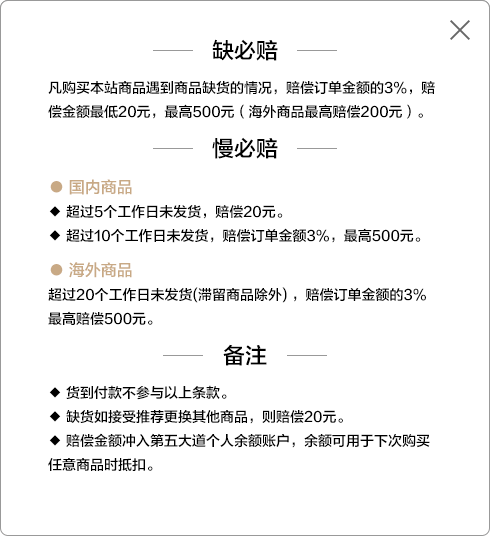 缺必赔
凡购买本站商品遇到商品缺货的情况，赔偿订单金额的3%，赔
偿金额最低20元，最高500元（海外商品最高赔偿200元）。
慢必赔
● 国内商品
◆ 超过5个工作日未发货，赔偿20元。
◆ 超过10个工作日未发货，赔偿订单金额3%，最高500元。
● 海外商品
超过20个工作日未发货(滞留商品除外) ，赔偿订单金额的3%
最高赔偿500元。
备注
◆ 货到付款不参与以上条款。
◆ 缺货如接受推荐更换其他商品，则赔偿20元。
◆ 赔偿金额冲入第五大道个人余额账户，余额可用于下次购买
任意商品时抵扣。